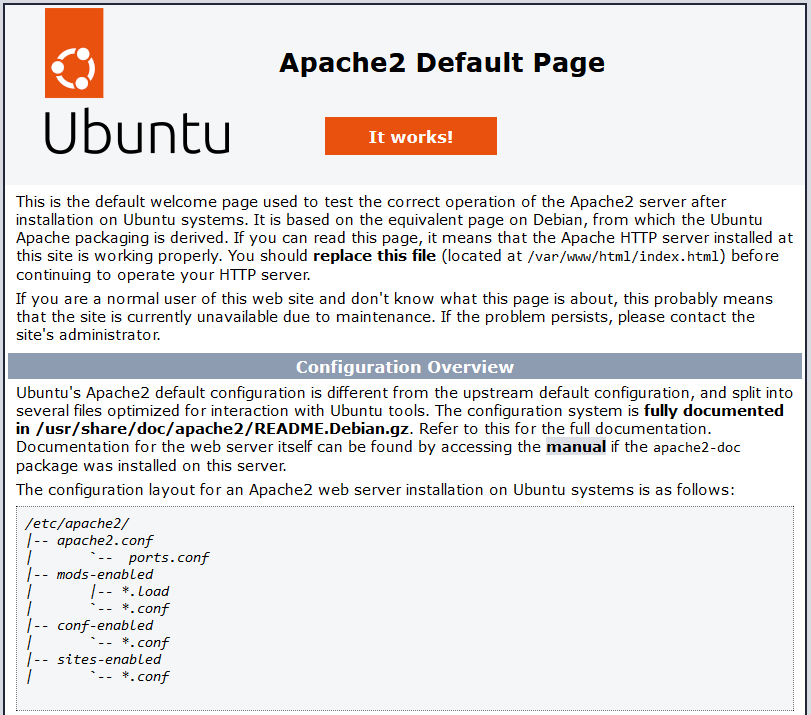 Apache2 Default Page
Ubuntu
It works!
This is the default welcome page used to test the correct operation of the Apache2 server after
installation on Ubuntu systems. It is based on the equivalent page on Debian, from which the Ubuntu
Apache packaging is derived. If you can read this page, it means that the Apache HTTP server installed at
this site is working properly. You should replace this file (located at /var/www/html/index.html) before
continuing to operate your HTTP server.
If you are a normal user of this web site and don't know what this page is about, this probably means
that the site is currently unavailable due to maintenance. If the problem persists, please contact the
site's administrator.
Configuration Overview
Ubuntu's Apache2 default configuration is different from the upstream default configuration, and split into
several files optimized for interaction with Ubuntu tools. The configuration system is fully documented
in /usr/share/doc/apache2/README.Debian.gz. Refer to this for the full documentation.
Documentation for the web server itself can be found by accessing the manual if the apache2-doc
package was installed on this server.
The configuration layout for an Apache2 web server installation on Ubuntu systems is as follows:
/etc/apache2/
|-- apache2.conf
|       `--  ports.conf
|-- mods-enabled
|       |-- *.load
|       `-- *.conf
|-- conf-enabled
|       `-- *.conf
|-- sites-enabled
|       `-- *.conf